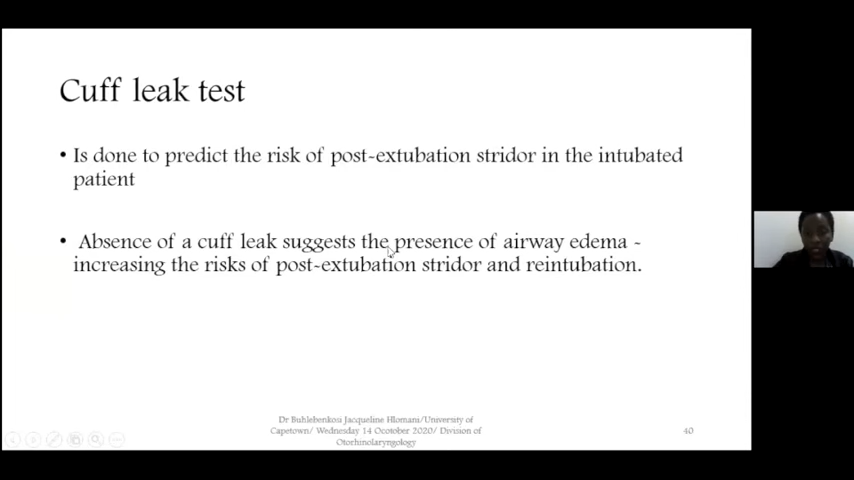 Cuff leak test
• Is done to predict the risk of post-extubation stridor in the intubated
patient
• Absence of a cuff leak suggests the presence of airway edema -
increasing the risks of post-extubation stridor and reintubation.
Dr Buhlebenkosi Jacqueline Hlomani/University of
Capetown/ Wednesday 14 Ocotober 2020/ Division of
Otorhinolaryngology
40